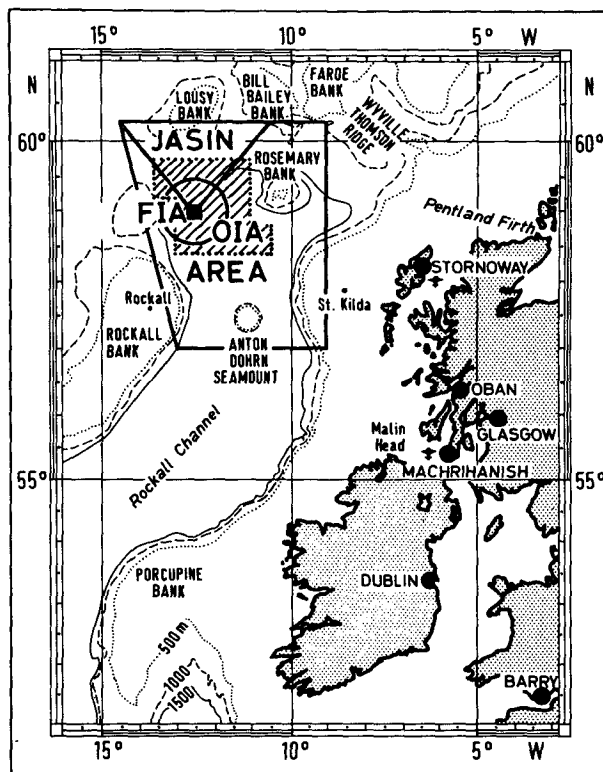 15° 10° 5° W
N N
LOUSY BANK
BILL BAILEY BANK
FAROE BANK
WYVILLE THOMSON RIDGE
60° 60°
JASIN
ROSEMARY BANK
FIA
OIA
AREA
Pentland Firth
STORNOWAY
Rockall
St. Kilda
ROCKALL BANK
ANTON DOHRN SEAMOUNT
OBAN
GLASGOW
Malin Head
MACHRIHANISH
Rockall Channel
55° 55°
PORCUPINE BANK
DUBLIN
500m
1000
1500
BARRY
15° 10° 5° W